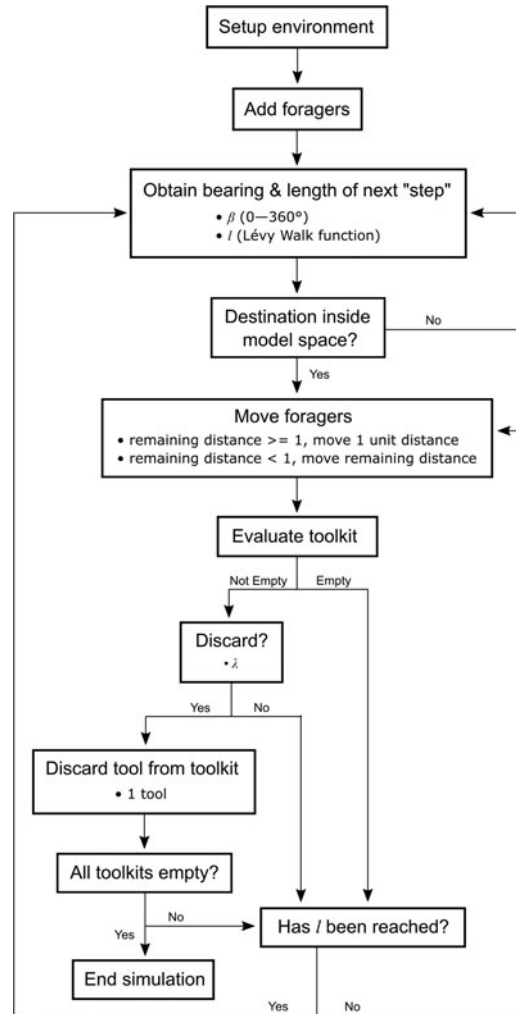 Setup environment
Add foragers
Obtain bearing & length of next "step"
• β (0—360°)
• l (Lévy Walk function)
Destination inside
model space?
No
Yes
Move foragers
• remaining distance >= 1, move 1 unit distance
• remaining distance < 1, move remaining distance
Evaluate toolkit
Not Empty
Empty
Discard?
• λ
Yes
No
Discard tool from toolkit
• 1 tool
All toolkits empty?
No
Yes
Has l been reached?
End simulation
Yes
No